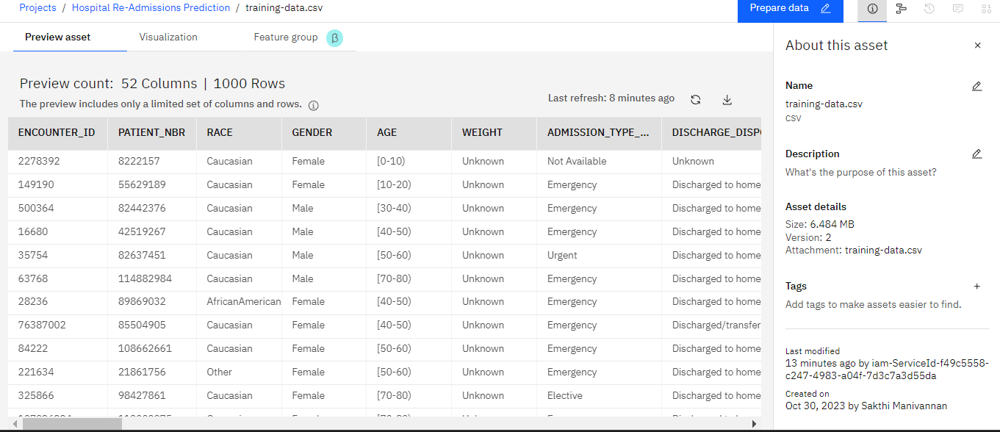 Projects / Hospital Re-Admissions Prediction / training-data.csv
Prepare data
Preview asset Visualization Feature group β
Preview count: 52 Columns | 1000 Rows
The preview includes only a limited set of columns and rows.
Last refresh: 8 minutes ago
ENCOUNTER_ID PATIENT_NBR RACE GENDER AGE WEIGHT ADMISSION_TYPE_... DISCHARGE_DISPO
2278392 8222157 Caucasian Female [0-10) Unknown Not Available Unknown
149190 55629189 Caucasian Female [10-20) Unknown Emergency Discharged to home
500364 82442376 Caucasian Male [30-40) Unknown Emergency Discharged to home
16680 42519267 Caucasian Male [40-50) Unknown Emergency Discharged to home
35754 82637451 Caucasian Male [50-60) Unknown Urgent Discharged to home
63768 114882984 Caucasian Male [70-80) Unknown Emergency Discharged to home
28236 89869032 AfricanAmerican Female [40-50) Unknown Emergency Discharged to home
76387002 85504905 Caucasian Female [40-50) Unknown Emergency Discharged/transfer
84222 108662661 Caucasian Female [50-60) Unknown Emergency Discharged to home
221634 21861756 Other Female [50-60) Unknown Emergency Discharged to home
325866 98427861 Caucasian Female [70-80) Unknown Elective Discharged to home
About this asset
Name
training-data.csv
CSV
Description
What's the purpose of this asset?
Asset details
Size: 6.484 MB
Version: 2
Attachment: training-data.csv
Tags
Add tags to make assets easier to find.
Last modified
13 minutes ago by iam-ServiceId-f49c5558-
c247-4983-a04f-7d3c7a3d55da
Created on
Oct 30, 2023 by Sakthi Manivannan